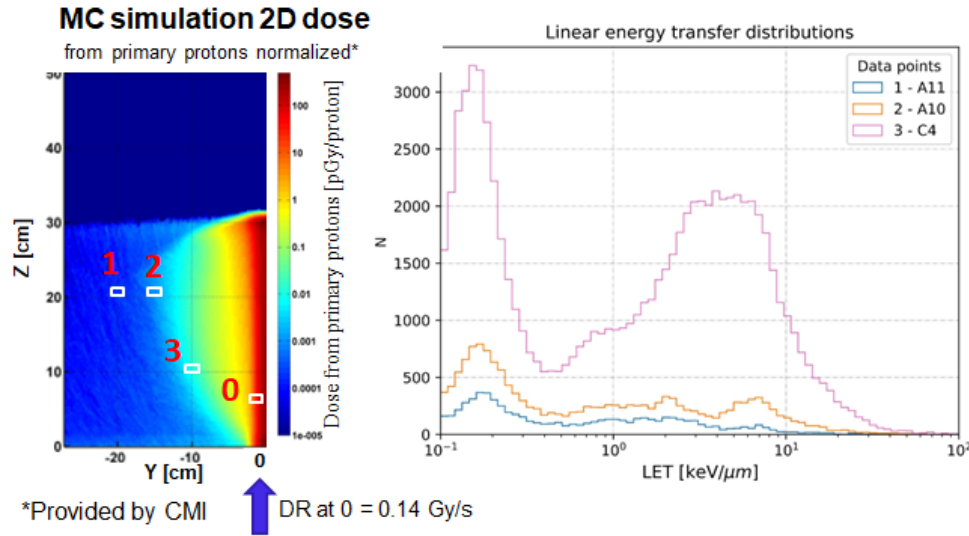 MC simulation 2D dose
from primary protons normalized*
50
40
30
20
10
0
Z [cm]
-20
-10
0
Y [cm]
1
2
3
0
100
10
1
0.1
0.01
0.001
0.0001
1e-005
Dose from primary protons [pGy/proton]
*Provided by CMI
DR at 0 = 0.14 Gy/s
Linear energy transfer distributions
Data points
1 - A11
2 - A10
3 - C4
3000
2500
2000
1500
1000
500
0
N
10⁻¹
10⁰
10¹
10²
LET [keV/μm]